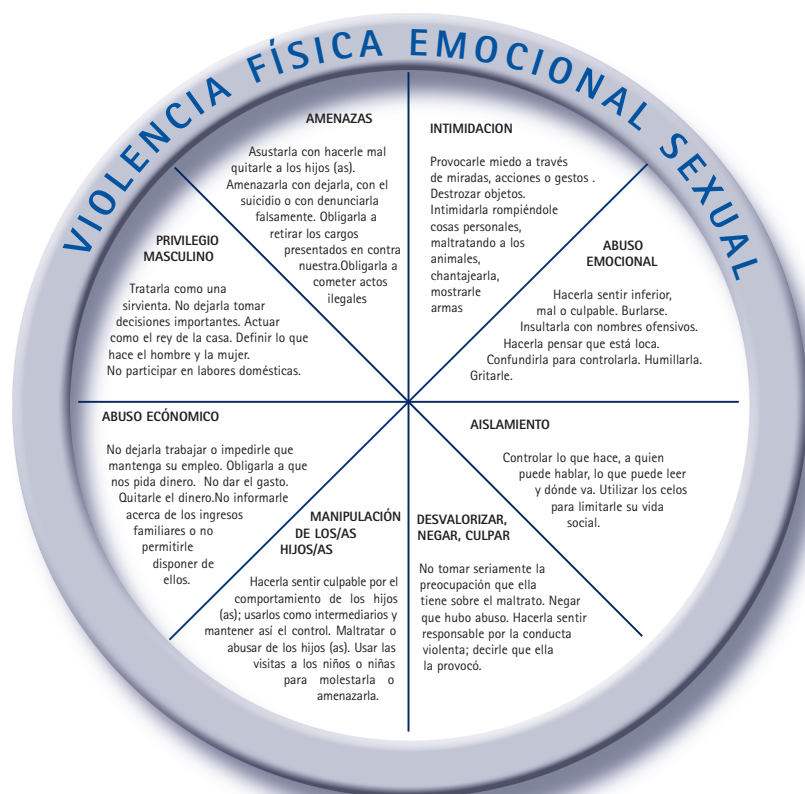 VIOLENCIA FÍSICA EMOCIONAL SEXUAL
AMENAZAS
Asustarla con hacerle mal
quitarle a los hijos (as).
Amenazarla con dejarla, con el
suicidio o con denunciarla
falsamente. Obligarla a
retirar los cargos
presentados en contra
nuestra.Obligarla a
cometer actos
ilegales
INTIMIDACION
Provocarle miedo a través
de miradas, acciones o gestos .
Destrozar objetos.
Intimidarla rompiéndole
cosas personales,
maltratando a los
animales,
chantajearla,
mostrarle
armas
PRIVILEGIO
MASCULINO
Tratarla como una
sirvienta. No dejarla tomar
decisiones importantes. Actuar
como el rey de la casa. Definir lo que
hace el hombre y la mujer.
No participar en labores domésticas.
ABUSO
EMOCIONAL
Hacerla sentir inferior,
mal o culpable. Burlarse.
Insultarla con nombres ofensivos.
Hacerla pensar que está loca.
Confundirla para controlarla. Humillarla.
Gritarle.
ABUSO ECÓNOMICO
No dejarla trabajar o impedirle que
mantenga su empleo. Obligarla a que
nos pida dinero. No dar el gasto.
Quitarle el dinero.No informarle
acerca de los ingresos
familiares o no
permitirle
disponer de
ellos.
AISLAMIENTO
Controlar lo que hace, a quien
puede hablar, lo que puede leer
y dónde va. Utilizar los celos
para limitarle su vida
social.
MANIPULACIÓN
DE LOS/AS
HIJOS/AS
Hacerla sentir culpable por el
comportamiento de los hijos
(as); usarlos como intermediarios y
mantener así el control. Maltratar o
abusar de los hijos (as). Usar las
visitas a los niños o niñas
para molestarla o
amenazarla.
DESVALORIZAR,
NEGAR, CULPAR
No tomar seriamente la
preocupación que ella
tiene sobre el maltrato. Negar
que hubo abuso. Hacerla sentir
responsable por la conducta
violenta; decirle que ella
la provocó.